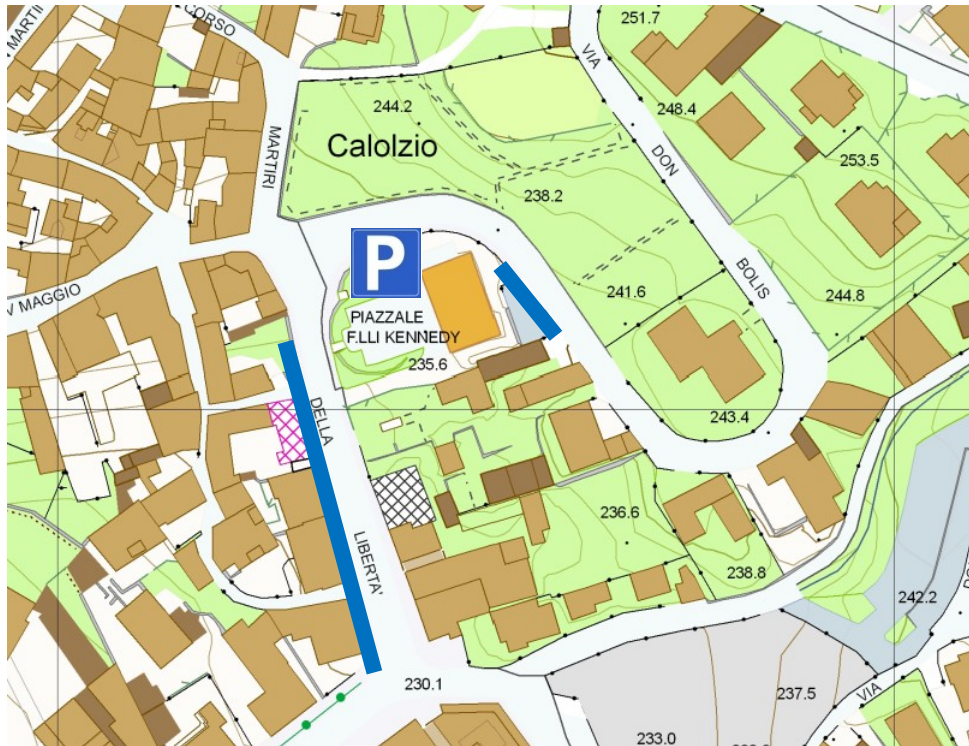 CORSO
251.7
VIA
244.2
248.4
MARTIRI
Calolzio
DON
253.5
238.2
P
BOLIS
V MAGGIO
241.6
244.8
PIAZZALE
F.LLI KENNEDY
235.6
DELLA
243.4
236.6
LIBERTA'
238.8
242.2
230.1
237.5
VIA
233.0